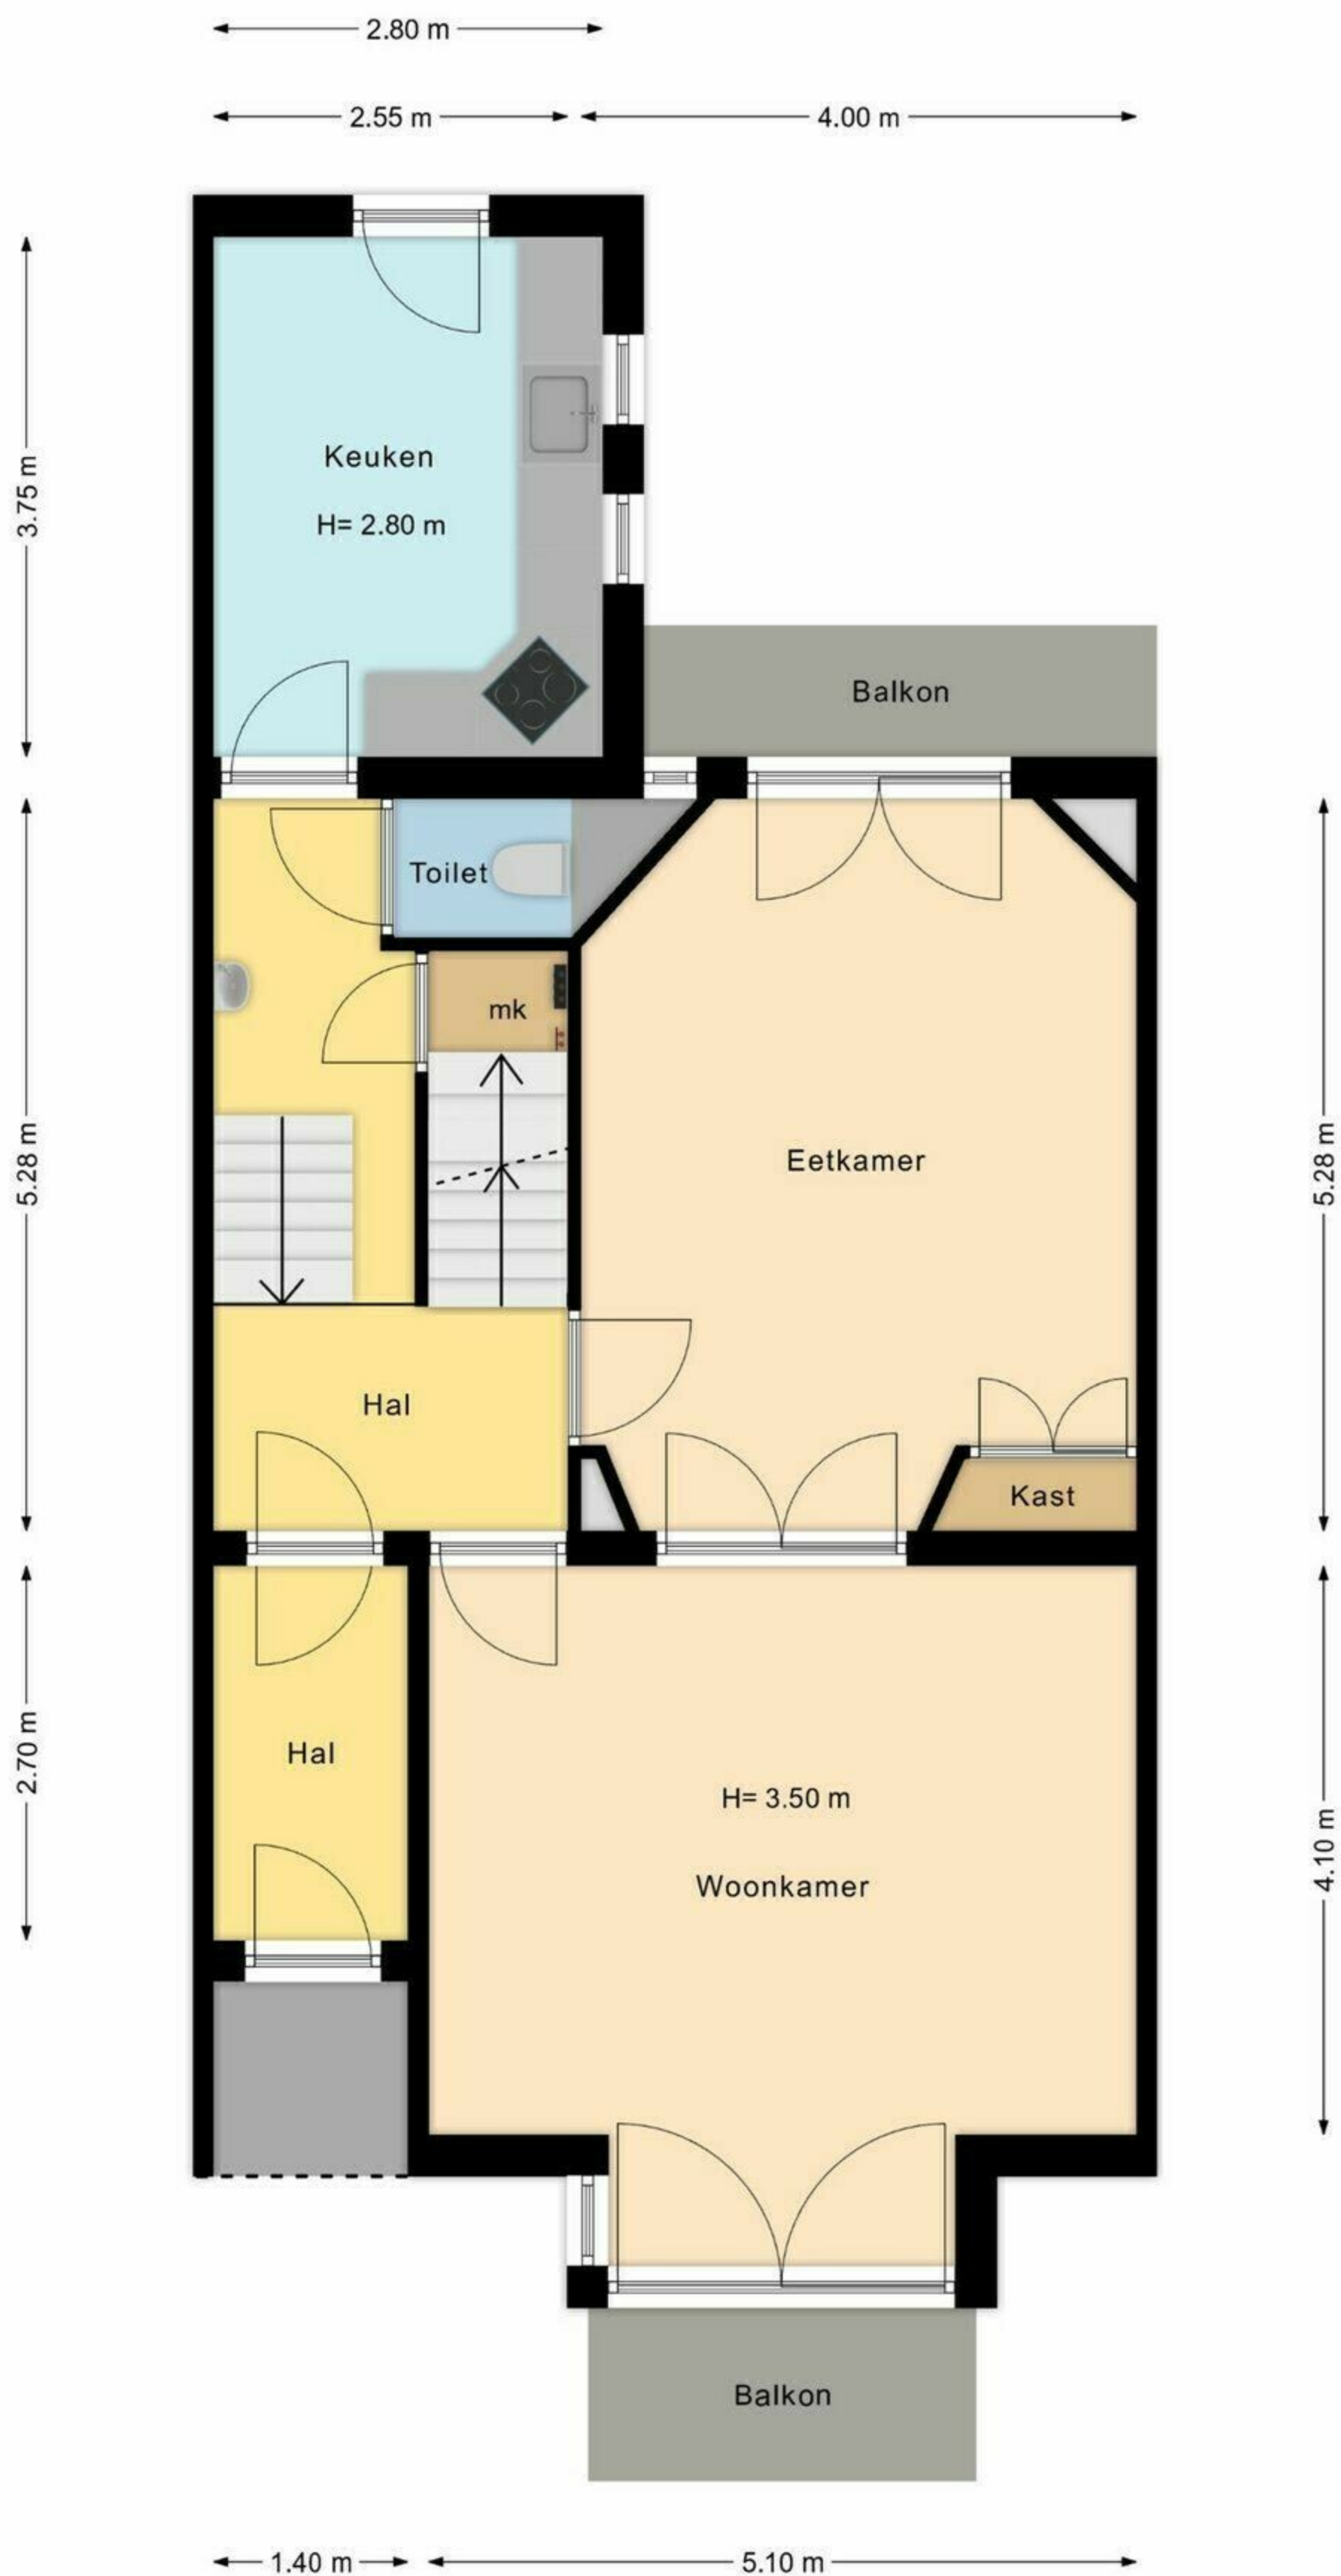 2.80 m
2.55 m
4.00 m
Keuken
3.75 m
H= 2.80 m
Balkon
Toilet
mk
5.28 m
Eetkamer
5.28 m
Hal
Kast
Hal
2.70 m
H= 3.50 m
4.10 m
Woonkamer
Balkon
1.40 m
5.10 m